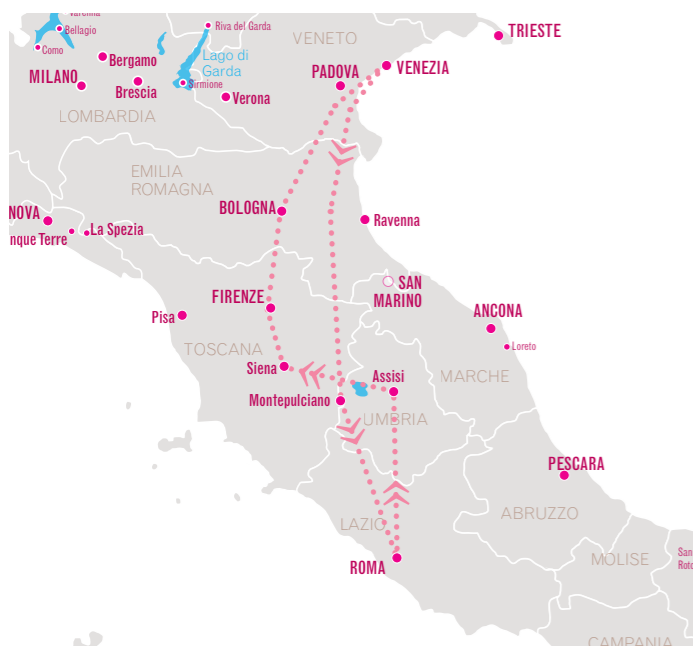 Varenna
Bellagio
Como
Riva del Garda
VENETO
TRIESTE
Bergamo
Lago di
Garda
PADOVA
VENEZIA
MILANO
Brescia
Sirmione
Verona
LOMBARDIA
EMILIA
ROMAGNA
BOLOGNA
NOVA
Ravenna
nque Terre
La Spezia
SAN
MARINO
FIRENZE
Pisa
ANCONA
Loreto
TOSCANA
Siena
Assisi
MARCHE
Montepulciano
UMBRIA
PESCARA
LAZIO
ABRUZZO
ROMA
MOLISE
San
Roto
CAMPANIA